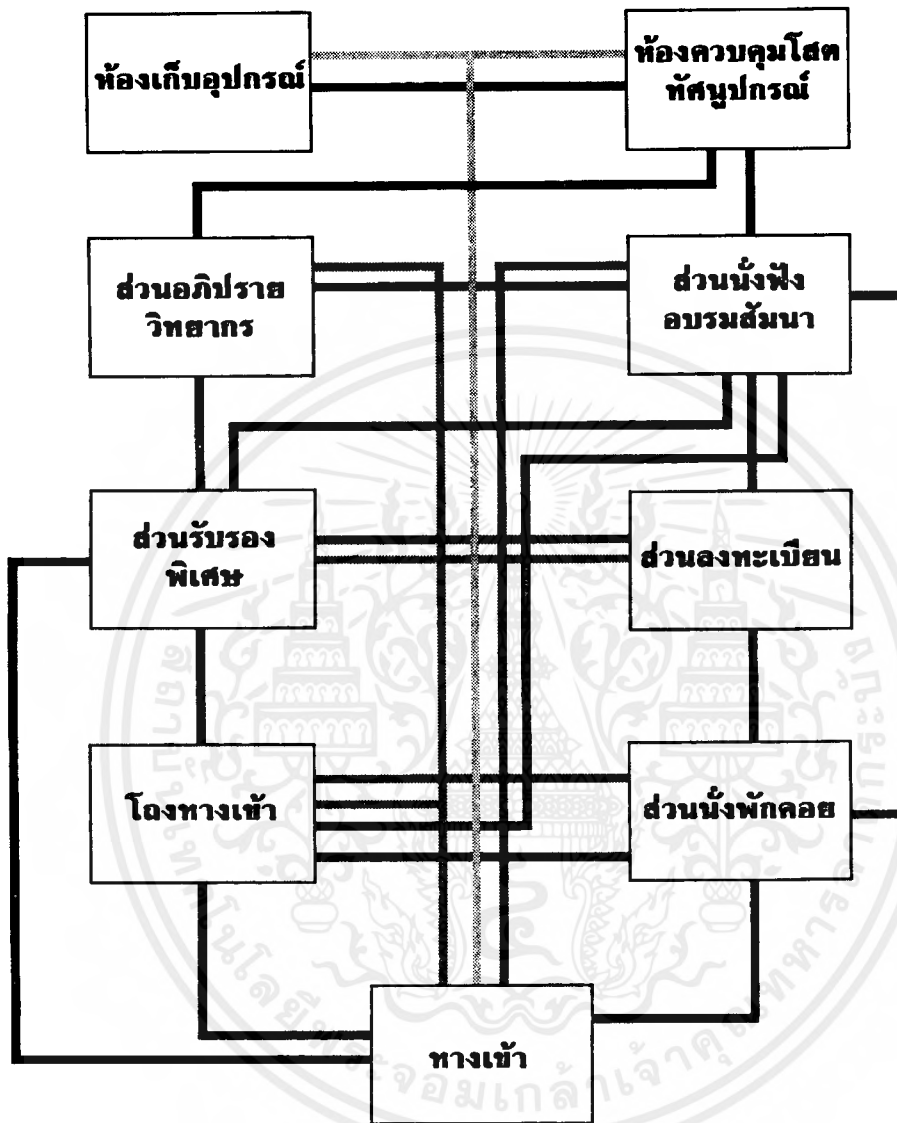 ห้องเก็บอุปกรณ์
ห้องควบคุมโสต
ทัศนูปกรณ์
ส่วนอภิปราย
วิทยากร
ส่วนนั่งฟัง
อบรมสัมนา
ส่วนรับรอง
พิเศษ
ส่วนลงทะเบียน
โถงทางเข้า
ส่วนนั่งพักคอย
ทางเข้า